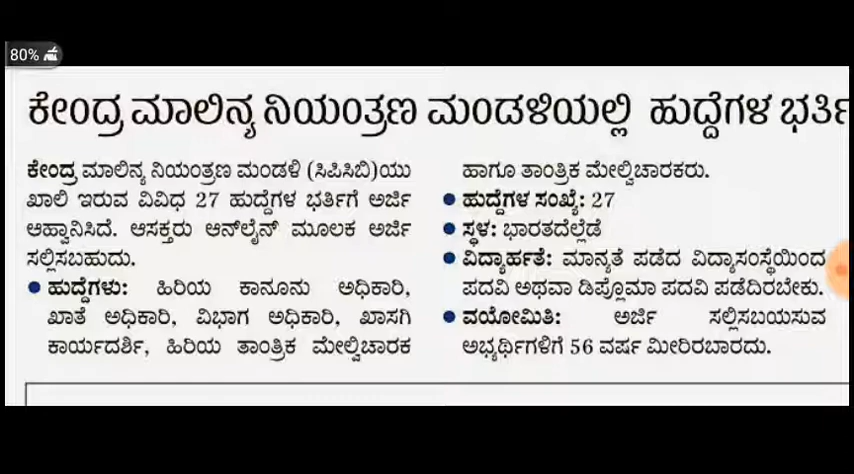 80%
ಕೇಂದ್ರ ಮಾಲಿನ್ಯ ನಿಯಂತ್ರಣ ಮಂಡಳಿಯಲ್ಲಿ ಹುದ್ದೆಗಳ ಭರ್ತಿ
ಕೇಂದ್ರ ಮಾಲಿನ್ಯ ನಿಯಂತ್ರಣ ಮಂಡಳಿ (ಸಿಪಿಸಿಬಿ)ಯು
ಖಾಲಿ ಇರುವ ವಿವಿಧ 27 ಹುದ್ದೆಗಳ ಭರ್ತಿಗೆ ಅರ್ಜಿ
ಆಹ್ವಾನಿಸಿದೆ. ಆಸಕ್ತರು ಆನ್‌ಲೈನ್ ಮೂಲಕ ಅರ್ಜಿ
ಸಲ್ಲಿಸಬಹುದು.
● ಹುದ್ದೆಗಳು: ಹಿರಿಯ ಕಾನೂನು ಅಧಿಕಾರಿ,
ಖಾತೆ ಅಧಿಕಾರಿ, ವಿಭಾಗ ಅಧಿಕಾರಿ, ಖಾಸಗಿ
ಕಾರ್ಯದರ್ಶಿ, ಹಿರಿಯ ತಾಂತ್ರಿಕ ಮೇಲ್ವಿಚಾರಕ
ಹಾಗೂ ತಾಂತ್ರಿಕ ಮೇಲ್ವಿಚಾರಕರು.
● ಹುದ್ದೆಗಳ ಸಂಖ್ಯೆ: 27
● ಸ್ಥಳ: ಭಾರತದೆಲ್ಲೆಡೆ
● ವಿದ್ಯಾರ್ಹತೆ: ಮಾನ್ಯತೆ ಪಡೆದ ವಿದ್ಯಾಸಂಸ್ಥೆಯಿಂದ
ಪದವಿ ಅಥವಾ ಡಿಪ್ಲೊಮಾ ಪದವಿ ಪಡೆದಿರಬೇಕು.
● ವಯೋಮಿತಿ: ಅರ್ಜಿ ಸಲ್ಲಿಸಬಯಸುವ
ಅಭ್ಯರ್ಥಿಗಳಿಗೆ 56 ವರ್ಷ ಮೀರಿರಬಾರದು.